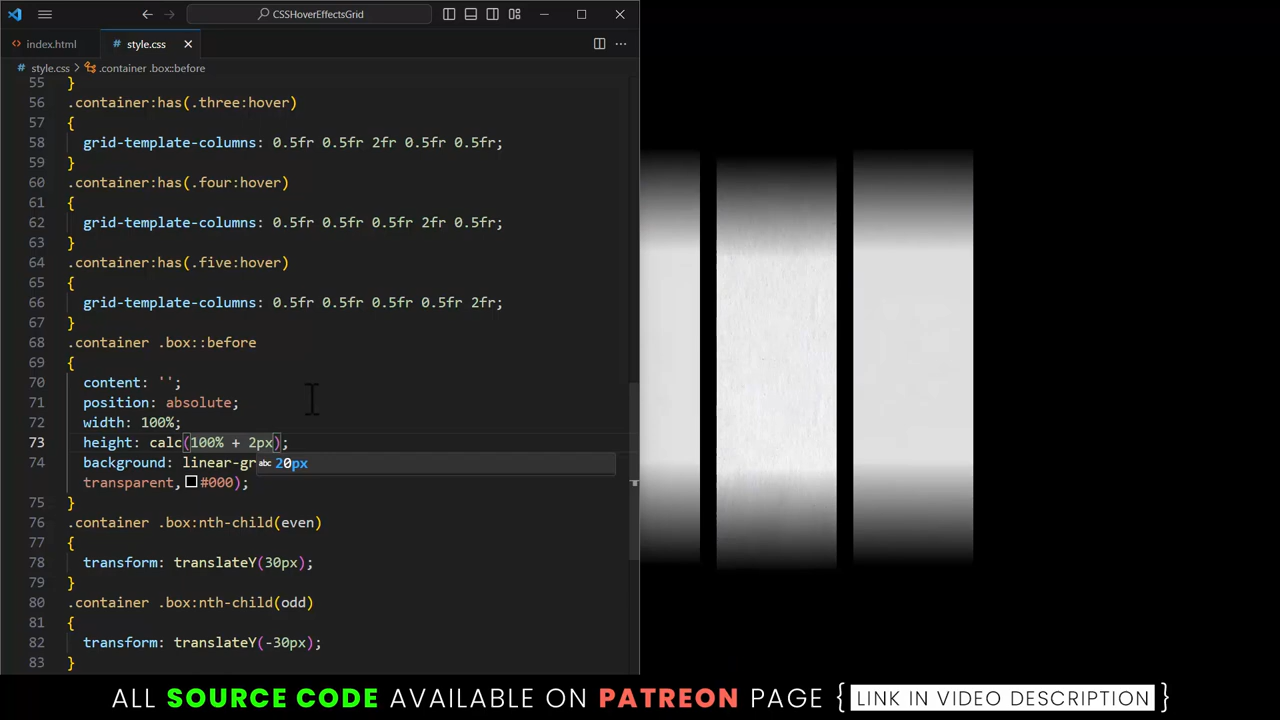 CSSHoverEffectsGrid
index.html
style.css
style.css > .container .box::before
55 }
56 .container:has(.three:hover)
57 {
58 grid-template-columns: 0.5fr 0.5fr 2fr 0.5fr 0.5fr;
59 }
60 .container:has(.four:hover)
61 {
62 grid-template-columns: 0.5fr 0.5fr 0.5fr 2fr 0.5fr;
63 }
64 .container:has(.five:hover)
65 {
66 grid-template-columns: 0.5fr 0.5fr 0.5fr 0.5fr 2fr;
67 }
68 .container .box::before
69 {
70 content: '';
71 position: absolute;
72 width: 100%;
73 height: calc(100% + 2px);
74 background: linear-gr
abc 20px
transparent, #000);
75 }
76 .container .box:nth-child(even)
77 {
78 transform: translateY(30px);
79 }
80 .container .box:nth-child(odd)
81 {
82 transform: translateY(-30px);
83 }
ALL SOURCE CODE AVAILABLE ON PATREON PAGE { LINK IN VIDEO DESCRIPTION }